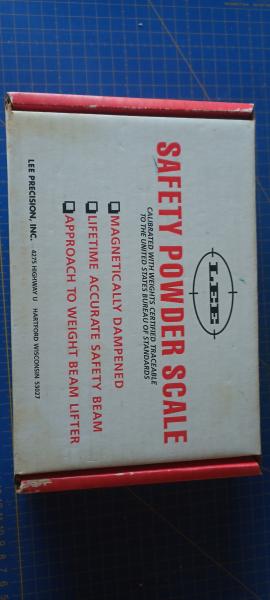 LEE
SAFETY POWDER SCALE
CALIBRATED WITH WEIGHTS CERTIFIED TRACEABLE
TO THE UNITED STATES BUREAU OF STANDARDS
MAGNETICALLY DAMPENED
LIFETIME ACCURATE SAFETY BEAM
APPROACH TO WEIGHT BEAM LIFTER
LEE PRECISION, INC. 4275 HIGHWAY U HARTFORD WISCONSIN 53027